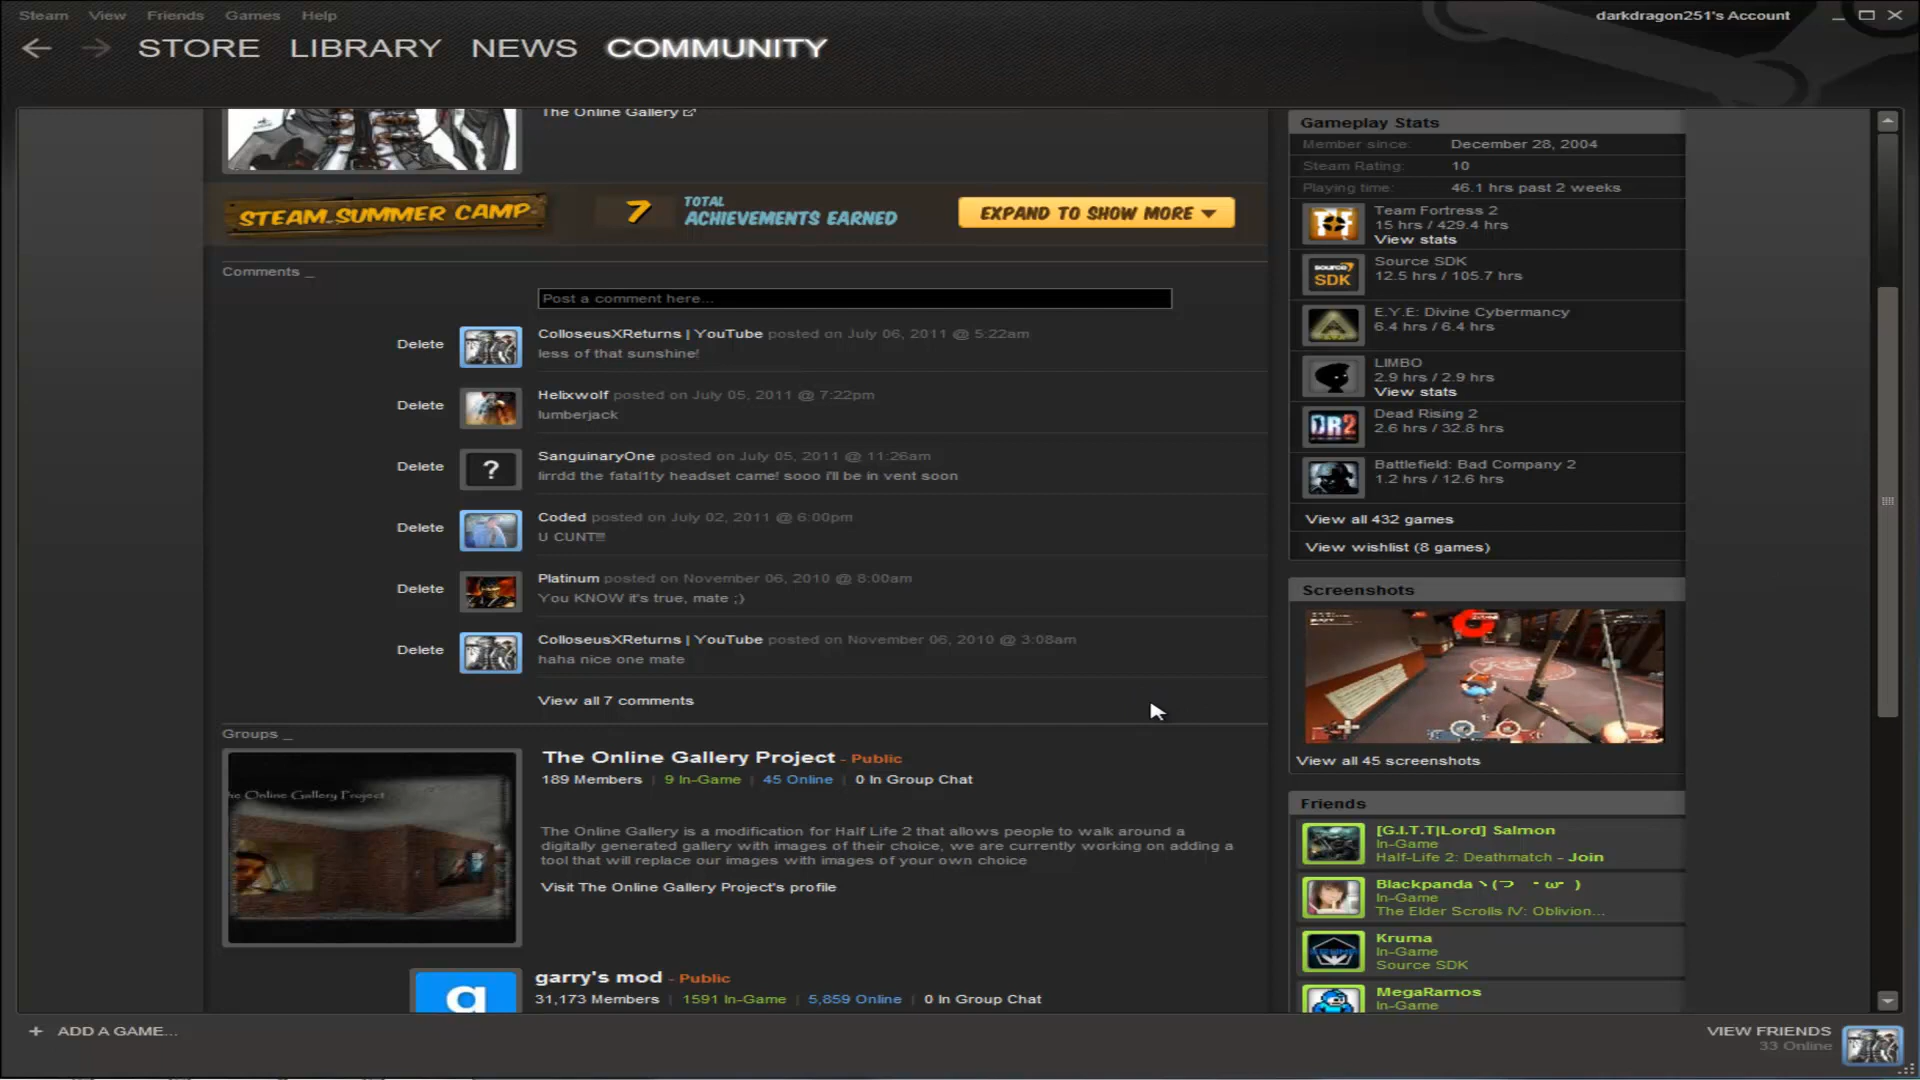 Steam View Friends Games Help
darkdragon251's Account
STORE LIBRARY NEWS COMMUNITY
The Online Gallery
STEAM SUMMER CAMP
7
TOTAL
ACHIEVEMENTS EARNED
EXPAND TO SHOW MORE
Comments _
Post a comment here...
Delete
ColloseusXReturns | YouTube posted on July 06, 2011 @ 5:22am
less of that sunshine!
Delete
Helixwolf posted on July 05, 2011 @ 7:22pm
lumberjack
Delete
?
SanguinaryOne posted on July 05, 2011 @ 11:26am
lirrdd the fatal1ty headset came! sooo i'll be in vent soon
Delete
Coded posted on July 02, 2011 @ 6:00pm
U CUNT!!!
Delete
Platinum posted on November 06, 2010 @ 8:00am
You KNOW it's true, mate ;)
Delete
ColloseusXReturns | YouTube posted on November 06, 2010 @ 3:08am
haha nice one mate
View all 7 comments
Groups _
The Online Gallery Project
The Online Gallery Project - Public
189 Members | 9 In-Game | 45 Online | 0 In Group Chat
The Online Gallery is a modification for Half Life 2 that allows people to walk around a
digitally generated gallery with images of their choice, we are currently working on adding a
tool that will replace our images with images of your own choice
Visit The Online Gallery Project's profile
g
garry's mod - Public
31,173 Members | 1591 In-Game | 5,859 Online | 0 In Group Chat
Gameplay Stats
Member since: December 28, 2004
Steam Rating: 10
Playing time: 46.1 hrs past 2 weeks
Team Fortress 2
15 hrs / 429.4 hrs
View stats
source
SDK
Source SDK
12.5 hrs / 105.7 hrs
E.Y.E: Divine Cybermancy
6.4 hrs / 6.4 hrs
LIMBO
2.9 hrs / 2.9 hrs
View stats
DR2
Dead Rising 2
2.6 hrs / 32.8 hrs
Battlefield: Bad Company 2
1.2 hrs / 12.6 hrs
View all 432 games
View wishlist (8 games)
Screenshots
View all 45 screenshots
Friends
[G.I.T.T|Lord] Salmon
In-Game
Half-Life 2: Deathmatch - Join
Blackpanda ヽ(つ ･ω･ )
In-Game
The Elder Scrolls IV: Oblivion...
Kruma
In-Game
Source SDK
MegaRamos
In-Game
+ ADD A GAME...
VIEW FRIENDS
33 Online